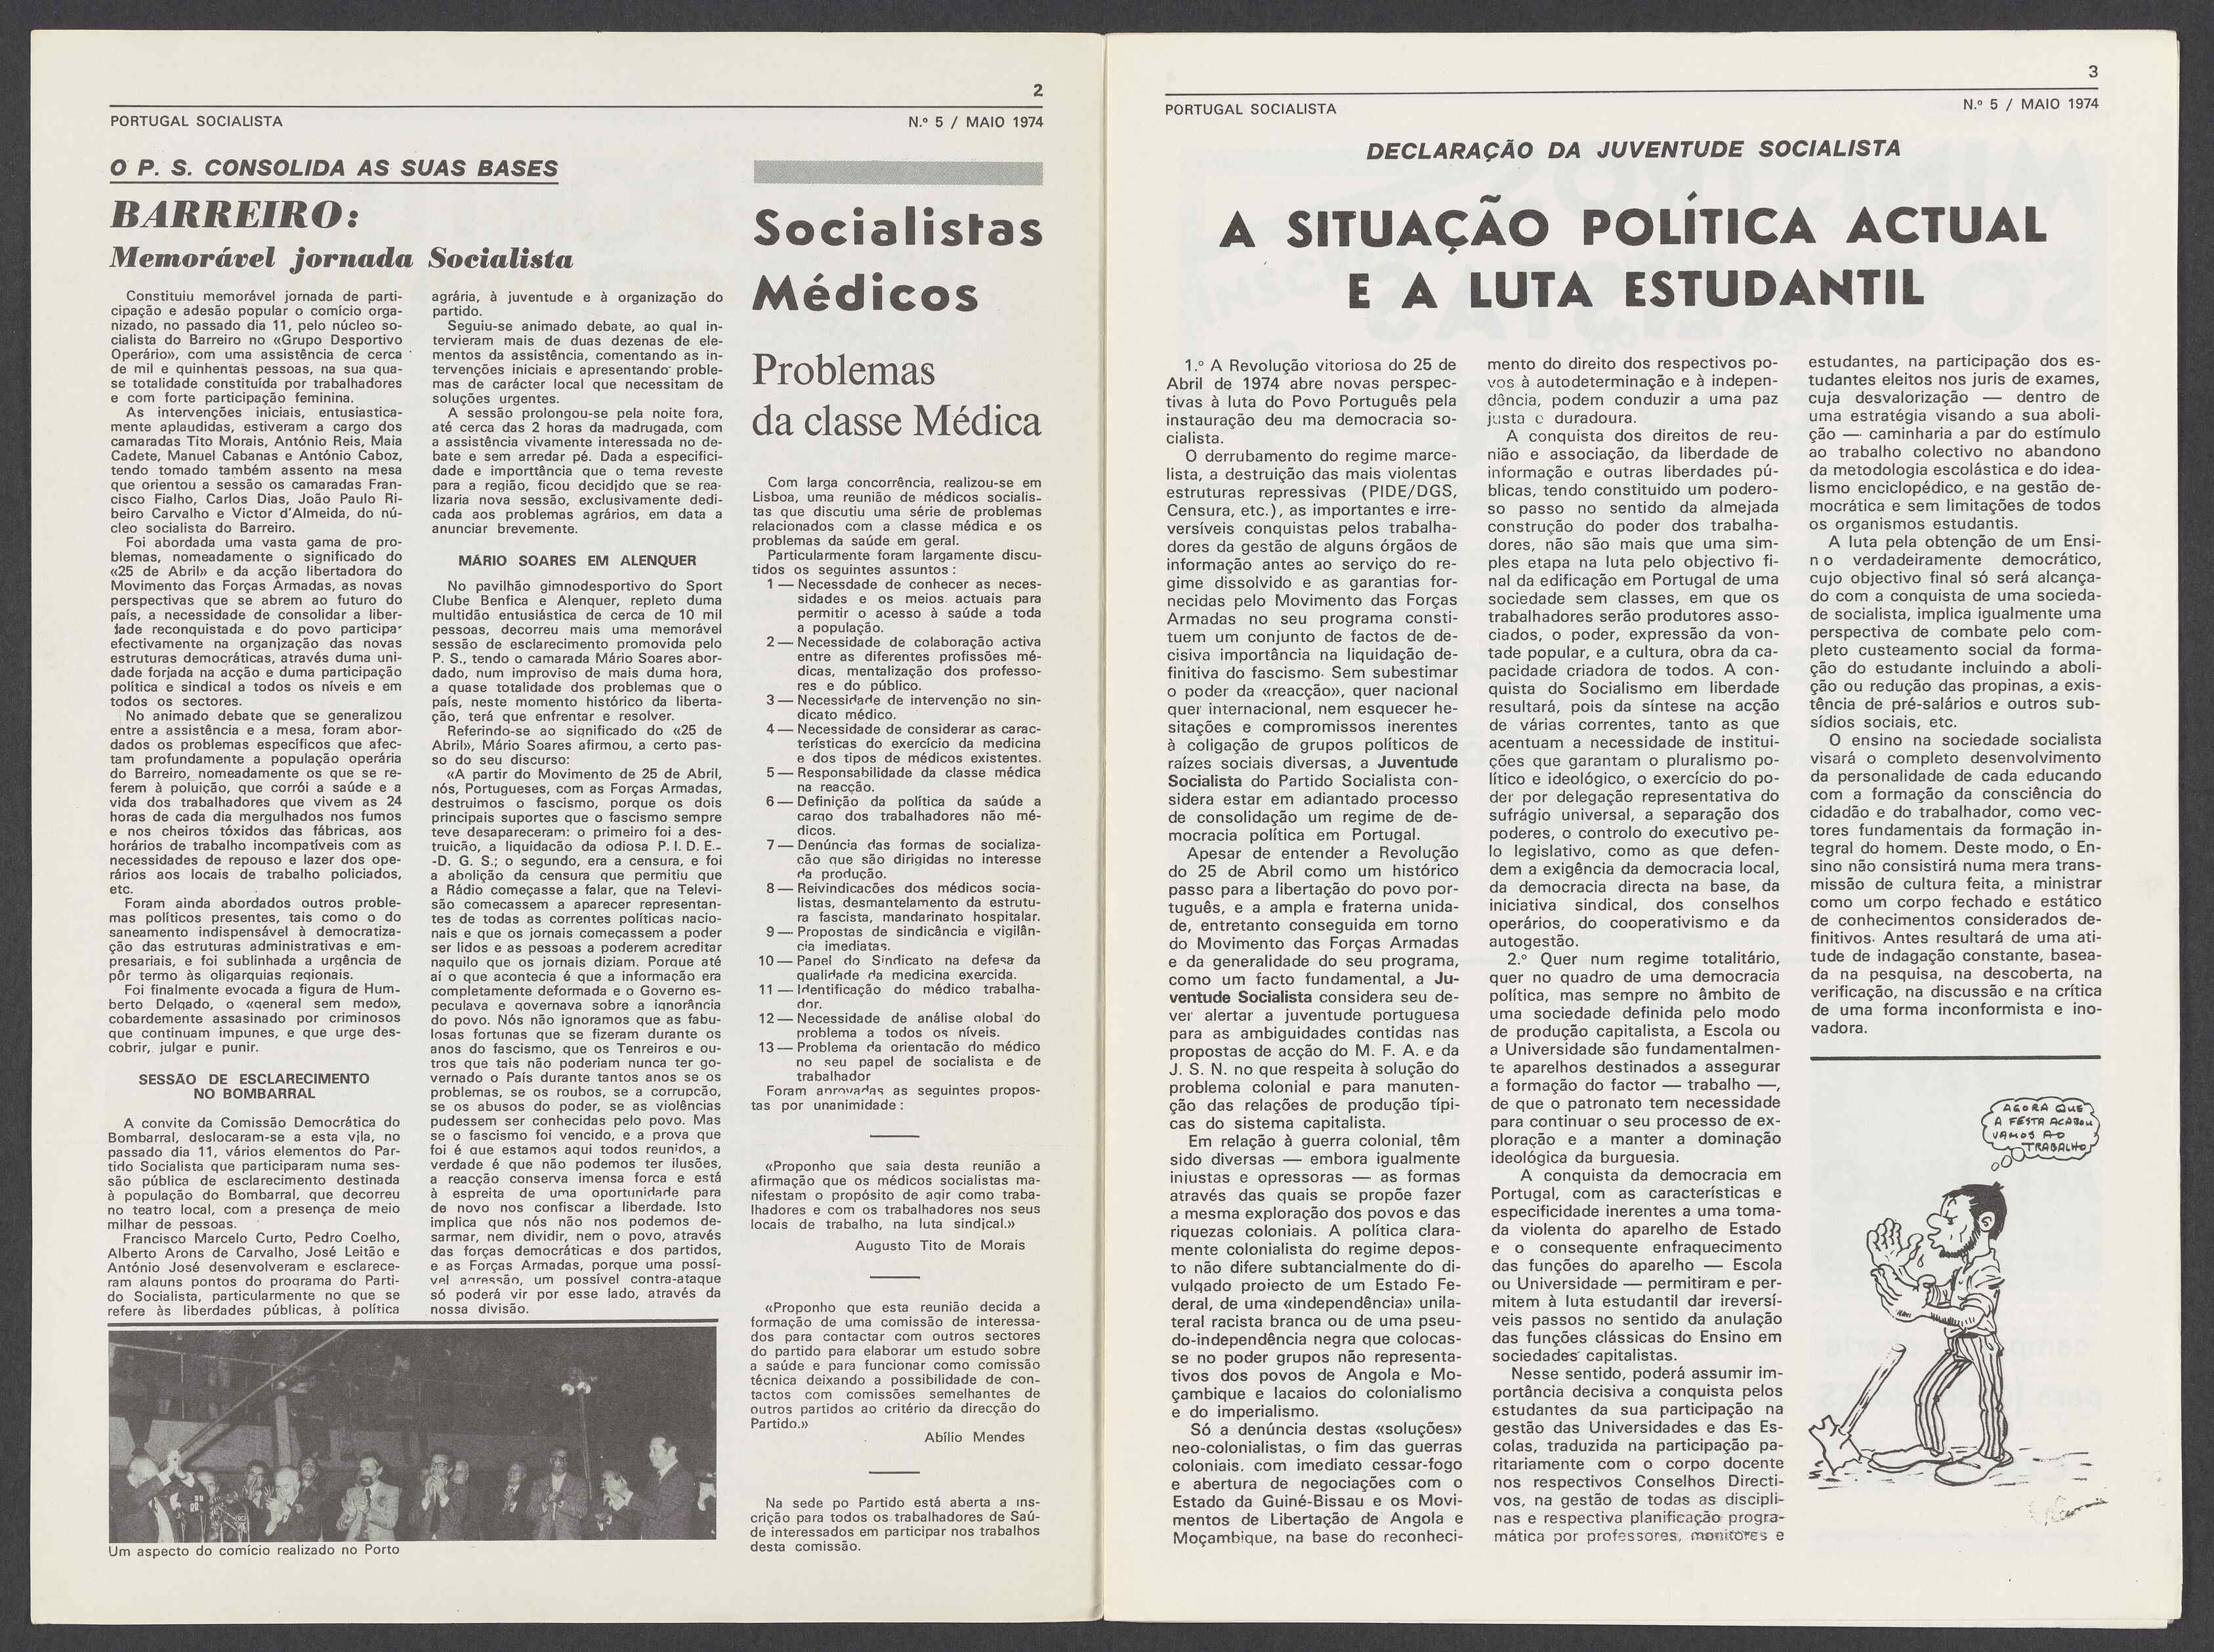 2
PORTUGAL SOCIALISTA
N.º 5 / MAIO 1974
O P. S. CONSOLIDA AS SUAS BASES
BARREIRO:
Memorável jornada Socialista
Constituiu memorável jornada de parti-
cipação e adesão popular o comício orga-
nizado, no passado dia 11, pelo núcleo so-
cialista do Barreiro no «Grupo Desportivo
Operário», com uma assistência de cerca
de mil e quinhentas pessoas, na sua qua-
se totalidade constituída por trabalhadores
e com forte participação feminina.
As intervenções iniciais, entusiastica-
mente aplaudidas, estiveram a cargo dos
camaradas Tito Morais, António Reis, Maia
Cadete, Manuel Cabanas e António Caboz,
tendo tomado também assento na mesa
que orientou a sessão os camaradas Fran-
cisco Fialho, Carlos Dias, João Paulo Ri-
beiro Carvalho e Victor d'Almeida, do nú-
cleo socialista do Barreiro.
Foi abordada uma vasta gama de pro-
blemas, nomeadamente o significado do
«25 de Abril» e da acção libertadora do
Movimento das Forças Armadas, as novas
perspectivas que se abrem ao futuro do
país, a necessidade de consolidar a liber-
dade reconquistada e do povo participar
efectivamente na organização das novas
estruturas democráticas, através duma uni-
dade forjada na acção e duma participação
política e sindical a todos os níveis e em
todos os sectores.
No animado debate que se generalizou
entre a assistência e a mesa, foram abor-
dados os problemas específicos que afec-
tam profundamente a população operária
do Barreiro, nomeadamente os que se re-
ferem à poluição, que corrói a saúde e a
vida dos trabalhadores que vivem as 24
horas de cada dia mergulhados nos fumos
e nos cheiros tóxidos das fábricas, aos
horários de trabalho incompatíveis com as
necessidades de repouso e lazer dos ope-
rários aos locais de trabalho policiados,
etc.
Foram ainda abordados outros proble-
mas políticos presentes, tais como o do
saneamento indispensável à democratiza-
ção das estruturas administrativas e em-
presariais, e foi sublinhada a urgência de
pôr termo às oligarquias regionais.
Foi finalmente evocada a figura de Hum-
berto Delgado, o «general sem medo»,
cobardemente assasinado por criminosos
que continuam impunes, e que urge des-
cobrir, julgar e punir.
SESSÃO DE ESCLARECIMENTO
NO BOMBARRAL
A convite da Comissão Democrática do
Bombarral, deslocaram-se a esta vila, no
passado dia 11, vários elementos do Par-
tido Socialista que participaram numa ses-
são pública de esclarecimento destinada
à população do Bombarral, que decorreu
no teatro local, com a presença de meio
milhar de pessoas.
Francisco Marcelo Curto, Pedro Coelho,
Alberto Arons de Carvalho, José Leitão e
António José desenvolveram e esclarece-
ram alguns pontos do programa do Parti-
do Socialista, particularmente no que se
refere às liberdades públicas, à política
agrária, à juventude e à organização do
partido.
Seguiu-se animado debate, ao qual in-
tervieram mais de duas dezenas de ele-
mentos da assistência, comentando as in-
tervenções iniciais e apresentando proble-
mas de carácter local que necessitam de
soluções urgentes.
A sessão prolongou-se pela noite fora,
até cerca das 2 horas da madrugada, com
a assistência vivamente interessada no de-
bate e sem arredar pé. Dada a especifici-
dade e importtância que o tema reveste
para a região, ficou decidido que se rea-
lizaria nova sessão, exclusivamente dedi-
cada aos problemas agrários, em data a
anunciar brevemente.
MÁRIO SOARES EM ALENQUER
No pavilhão gimnodesportivo do Sport
Clube Benfica e Alenquer, repleto duma
multidão entusiástica de cerca de 10 mil
pessoas, decorreu mais uma memorável
sessão de esclarecimento promovida pelo
P. S., tendo o camarada Mário Soares abor-
dado, num improviso de mais duma hora,
a quase totalidade dos problemas que o
país, neste momento histórico da liberta-
ção, terá que enfrentar e resolver.
Referindo-se ao significado do «25 de
Abril», Mário Soares afirmou, a certo pas-
so do seu discurso:
«A partir do Movimento de 25 de Abril,
nós, Portugueses, com as Forças Armadas,
destruimos o fascismo, porque os dois
principais suportes que o fascismo sempre
teve desapareceram: o primeiro foi a des-
truição, a liquidacão da odiosa P. I. D. E.-
-D. G. S.; o segundo, era a censura, e foi
a abolição da censura que permitiu que
a Rádio começasse a falar, que na Televi-
são comecassem a aparecer representan-
tes de todas as correntes políticas nacio-
nais e que os jornais começassem a poder
ser lidos e as pessoas a poderem acreditar
naquilo que os jornais diziam. Porque até
aí o que acontecia é que a informação era
completamente deformada e o Governo es-
peculava e governava sobre a ignorância
do povo. Nós não ignoramos que as fabu-
losas fortunas que se fizeram durante os
anos do fascismo, que os Tenreiros e ou-
tros que tais não poderiam nunca ter go-
vernado o País durante tantos anos se os
problemas, se os roubos, se a corrupcão,
se os abusos do poder, se as violências
pudessem ser conhecidas pelo povo. Mas
se o fascismo foi vencido, e a prova que
foi é que estamos aqui todos reunidos, a
verdade é que não podemos ter ilusões,
a reacção conserva imensa forca e está
à espreita de uma oportunidade para
de novo nos confiscar a liberdade. Isto
implica que nós não nos podemos de-
sarmar, nem dividir, nem o povo, através
das forças democráticas e dos partidos,
e as Forças Armadas, porque uma possí-
vel agressão, um possível contra-ataque
só poderá vir por esse lado, através da
nossa divisão.
Um aspecto do comício realizado no Porto
Socialistas
Médicos
Problemas
da classe Médica
Com larga concorrência, realizou-se em
Lisboa, uma reunião de médicos socialis-
tas que discutiu uma série de problemas
relacionados com a classe médica e os
problemas da saúde em geral.
Particularmente foram largamente discu-
tidos os seguintes assuntos:
1 — Necessdade de conhecer as neces-
sidades e os meios actuais para
permitir o acesso à saúde a toda
a população.
2 — Necessidade de colaboração activa
entre as diferentes profissões mé-
dicas, mentalização dos professo-
res e do público.
3 — Necessidade de intervenção no sin-
dicato médico.
4 — Necessidade de considerar as carac-
terísticas do exercício da medicina
e dos tipos de médicos existentes.
5 — Responsabilidade da classe médica
na reacção.
6 — Definição da política da saúde a
cargo dos trabalhadores não mé-
dicos.
7 — Denúncia das formas de socializa-
ção que são dirigidas no interesse
da produção.
8 — Reivindicacões dos médicos socia-
listas, desmantelamento da estrutu-
ra fascista, mandarinato hospitalar.
9 — Propostas de sindicância e vigilân-
cia imediatas.
10 — Papel do Sindicato na defesa da
qualidade da medicina exercida.
11 — Identificação do médico trabalha-
dor.
12 — Necessidade de análise global do
problema a todos os níveis.
13 — Problema da orientacão do médico
no seu papel de socialista e de
trabalhador
Foram aprovadas as seguintes propos-
tas por unanimidade:
«Proponho que saia desta reunião a
afirmação que os médicos socialistas ma-
nifestam o propósito de agir como traba-
lhadores e com os trabalhadores nos seus
locais de trabalho, na luta sindical.»
Augusto Tito de Morais
«Proponho que esta reunião decida a
formação de uma comissão de interessa-
dos para contactar com outros sectores
do partido para elaborar um estudo sobre
a saúde e para funcionar como comissão
técnica deixando a possibilidade de con-
tactos com comissões semelhantes de
outros partidos ao critério da direcção do
Partido.»
Abílio Mendes
Na sede po Partido está aberta a ins-
crição para todos os trabalhadores de Saú-
de interessados em participar nos trabalhos
desta comissão.
3
PORTUGAL SOCIALISTA
N.º 5 / MAIO 1974
DECLARAÇÃO DA JUVENTUDE SOCIALISTA
A SITUAÇÃO POLÍTICA ACTUAL
E A LUTA ESTUDANTIL
1.º A Revolução vitoriosa do 25 de
Abril de 1974 abre novas perspec-
tivas à luta do Povo Português pela
instauração deu ma democracia so-
cialista.
O derrubamento do regime marce-
lista, a destruição das mais violentas
estruturas repressivas (PIDE/DGS,
Censura, etc.), as importantes e irre-
versíveis conquistas pelos trabalha-
dores da gestão de alguns órgãos de
informação antes ao serviço do re-
gime dissolvido e as garantias for-
necidas pelo Movimento das Forças
Armadas no seu programa consti-
tuem um conjunto de factos de de-
cisiva importância na liquidação de-
finitiva do fascismo. Sem subestimar
o poder da «reacção», quer nacional
quer internacional, nem esquecer he-
sitações e compromissos inerentes
à coligação de grupos políticos de
raízes sociais diversas, a Juventude
Socialista do Partido Socialista con-
sidera estar em adiantado processo
de consolidação um regime de de-
mocracia política em Portugal.
Apesar de entender a Revolução
do 25 de Abril como um histórico
passo para a libertação do povo por-
tuguês, e a ampla e fraterna unida-
de, entretanto conseguida em torno
do Movimento das Forças Armadas
e da generalidade do seu programa,
como um facto fundamental, a Ju-
ventude Socialista considera seu de-
ver alertar a juventude portuguesa
para as ambiguidades contidas nas
propostas de acção do M. F. A. e da
J. S. N. no que respeita à solução do
problema colonial e para manuten-
ção das relações de produção típi-
cas do sistema capitalista.
Em relação à guerra colonial, têm
sido diversas — embora igualmente
injustas e opressoras — as formas
através das quais se propõe fazer
a mesma exploração dos povos e das
riquezas coloniais. A política clara-
mente colonialista do regime depos-
to não difere subtancialmente do di-
vulgado projecto de um Estado Fe-
deral, de uma «independência» unila-
teral racista branca ou de uma pseu-
do-independência negra que colocas-
se no poder grupos não representa-
tivos dos povos de Angola e Mo-
çambique e lacaios do colonialismo
e do imperialismo.
Só a denúncia destas «soluções»
neo-colonialistas, o fim das guerras
coloniais, com imediato cessar-fogo
e abertura de negociações com o
Estado da Guiné-Bissau e os Movi-
mentos de Libertação de Angola e
Moçambique, na base do reconheci-
mento do direito dos respectivos po-
vos à autodeterminação e à indepen-
dência, podem conduzir a uma paz
justa e duradoura.
A conquista dos direitos de reu-
nião e associação, da liberdade de
informação e outras liberdades pú-
blicas, tendo constituido um podero-
so passo no sentido da almejada
construção do poder dos trabalha-
dores, não são mais que uma sim-
ples etapa na luta pelo objectivo fi-
nal da edificação em Portugal de uma
sociedade sem classes, em que os
trabalhadores serão produtores asso-
ciados, o poder, expressão da von-
tade popular, e a cultura, obra da ca-
pacidade criadora de todos. A con-
quista do Socialismo em liberdade
resultará, pois da síntese na acção
de várias correntes, tanto as que
acentuam a necessidade de institui-
ções que garantam o pluralismo po-
lítico e ideológico, o exercício do po-
der por delegação representativa do
sufrágio universal, a separação dos
poderes, o controlo do executivo pe-
lo legislativo, como as que defen-
dem a exigência da democracia local,
da democracia directa na base, da
iniciativa sindical, dos conselhos
operários, do cooperativismo e da
autogestão.
2.º Quer num regime totalitário,
quer no quadro de uma democracia
política, mas sempre no âmbito de
uma sociedade definida pelo modo
de produção capitalista, a Escola ou
a Universidade são fundamentalmen-
te aparelhos destinados a assegurar
a formação do factor — trabalho —,
de que o patronato tem necessidade
para continuar o seu processo de ex-
ploração e a manter a dominação
ideológica da burguesia.
A conquista da democracia em
Portugal, com as características e
especificidade inerentes a uma toma-
da violenta do aparelho de Estado
e o consequente enfraquecimento
das funções do aparelho — Escola
ou Universidade — permitiram e per-
mitem à luta estudantil dar ireversí-
veis passos no sentido da anulação
das funções clássicas do Ensino em
sociedades capitalistas.
Nesse sentido, poderá assumir im-
portância decisiva a conquista pelos
estudantes da sua participação na
gestão das Universidades e das Es-
colas, traduzida na participação pa-
ritariamente com o corpo docente
nos respectivos Conselhos Directi-
vos, na gestão de todas as discipli-
nas e respectiva planificação progra-
mática por professores, monitores e
estudantes, na participação dos es-
tudantes eleitos nos juris de exames,
cuja desvalorização — dentro de
uma estratégia visando a sua aboli-
ção — caminharia a par do estímulo
ao trabalho colectivo no abandono
da metodologia escolástica e do idea-
lismo enciclopédico, e na gestão de-
mocrática e sem limitações de todos
os organismos estudantis.
A luta pela obtenção de um Ensi-
no verdadeiramente democrático,
cujo objectivo final só será alcança-
do com a conquista de uma socieda-
de socialista, implica igualmente uma
perspectiva de combate pelo com-
pleto custeamento social da forma-
ção do estudante incluindo a aboli-
ção ou redução das propinas, a exis-
tência de pré-salários e outros sub-
sídios sociais, etc.
O ensino na sociedade socialista
visará o completo desenvolvimento
da personalidade de cada educando
com a formação da consciência do
cidadão e do trabalhador, como vec-
tores fundamentais da formação in-
tegral do homem. Deste modo, o En-
sino não consistirá numa mera trans-
missão de cultura feita, a ministrar
como um corpo fechado e estático
de conhecimentos considerados de-
finitivos. Antes resultará de uma ati-
tude de indagação constante, basea-
da na pesquisa, na descoberta, na
verificação, na discussão e na crítica
de uma forma inconformista e ino-
vadora.
AGORA QUE
A FESTA ACABOU
VAMOS AO
TRABALHO